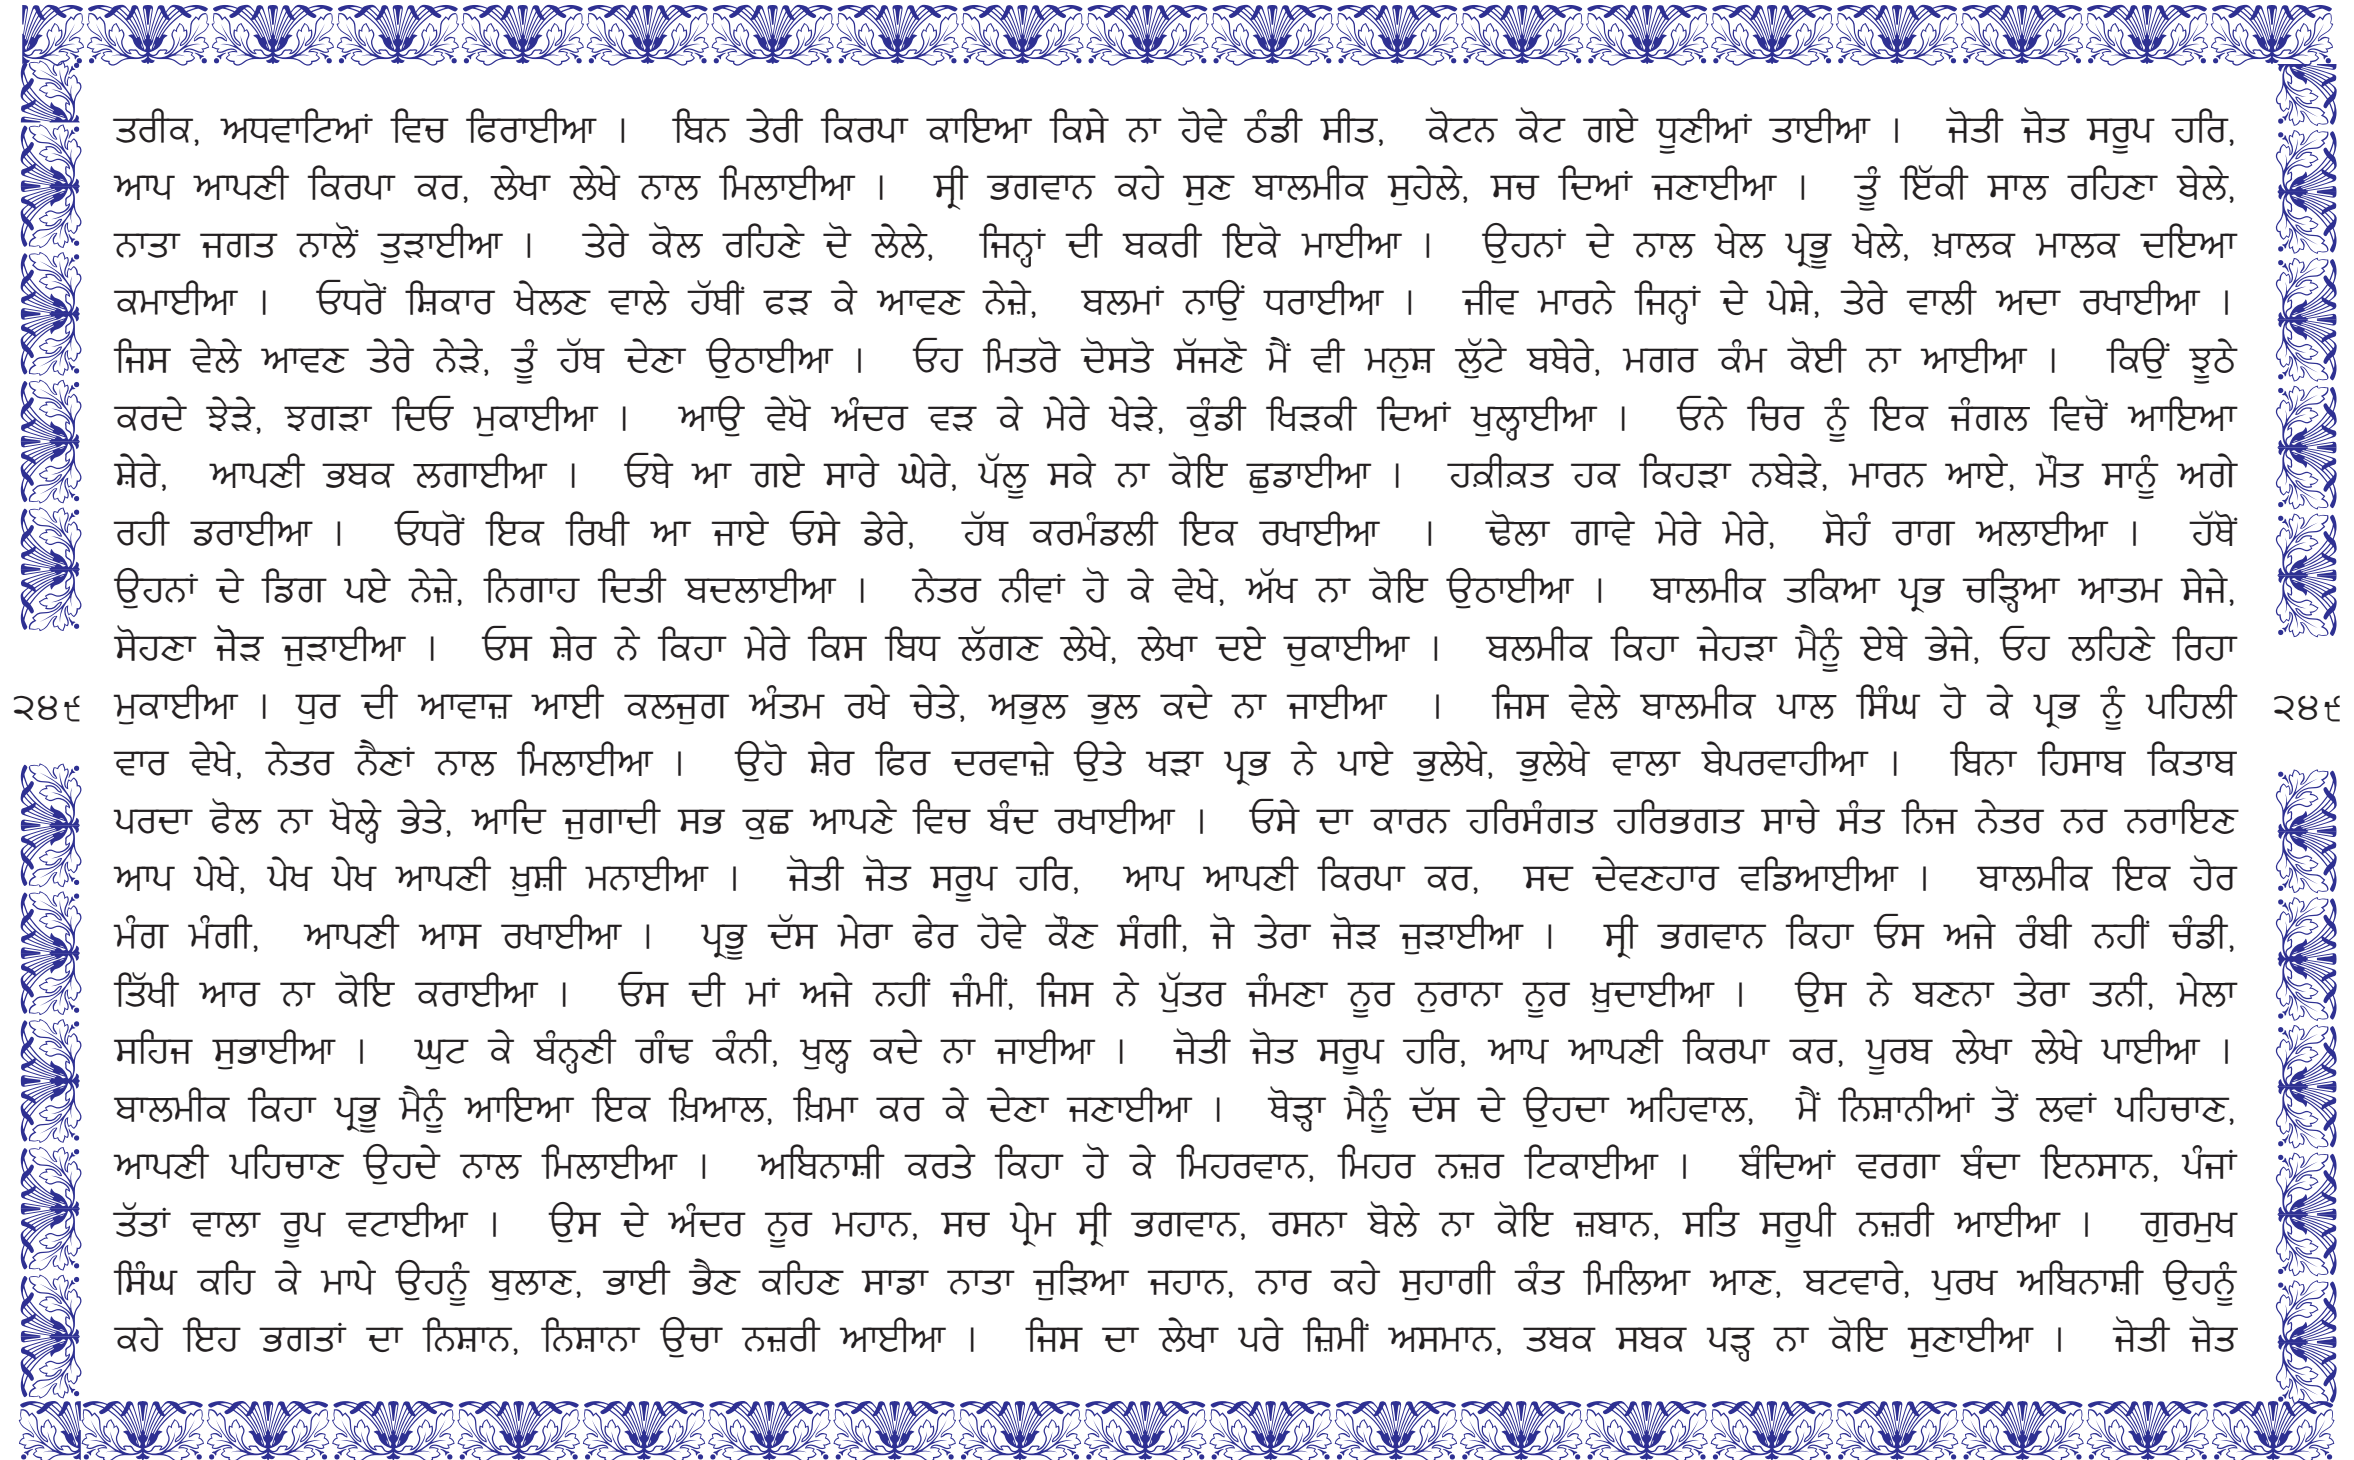 ਤਰੀਕ, ਅਧਵਾਟਿਆਂ ਵਿਚ ਫਿਰਾਈਆ । ਬਿਨ ਤੇਰੀ ਕਿਰਪਾ ਕਾਇਆ ਕਿਸੇ ਨਾ ਹੋਵੇ ਠੰਡੀ ਸੀਤ, ਕੋਟਨ ਕੋਟ ਗਏ ਧੂਣੀਆਂ ਤਾਈਆ । ਜੋਤੀ ਜੋਤ ਸਰੂਪ ਹਰਿ,
ਆਪ ਆਪਣੀ ਕਿਰਪਾ ਕਰ, ਲੇਖਾ ਲੇਖੇ ਨਾਲ ਮਿਲਾਈਆ । ਸ੍ਰੀ ਭਗਵਾਨ ਕਹੇ ਸੁਣ ਬਾਲਮੀਕ ਸੁਹੇਲੇ, ਸਚ ਦਿਆਂ ਜਣਾਈਆ । ਤੂੰ ਇੱਕੀ ਸਾਲ ਰਹਿਣਾ ਬੇਲੇ,
ਨਾਤਾ ਜਗਤ ਨਾਲੋਂ ਤੁੜਾਈਆ । ਤੇਰੇ ਕੋਲ ਰਹਿਣੇ ਦੋ ਲੇਲੇ, ਜਿਨ੍ਹਾਂ ਦੀ ਬਕਰੀ ਇਕੋ ਮਾਈਆ । ਉਹਨਾਂ ਦੇ ਨਾਲ ਖੇਲ ਪ੍ਰਭੂ ਖੇਲੇ, ਖ਼ਾਲਕ ਮਾਲਕ ਦਇਆ
ਕਮਾਈਆ । ਓਧਰੋਂ ਸ਼ਿਕਾਰ ਖੇਲਣ ਵਾਲੇ ਹੱਥੀਂ ਫੜ ਕੇ ਆਵਣ ਨੇਜ਼ੇ, ਬਲਮਾਂ ਨਾਉਂ ਧਰਾਈਆ । ਜੀਵ ਮਾਰਨੇ ਜਿਨ੍ਹਾਂ ਦੇ ਪੇਸ਼ੇ, ਤੇਰੇ ਵਾਲੀ ਅਦਾ ਰਖਾਈਆ ।
ਜਿਸ ਵੇਲੇ ਆਵਣ ਤੇਰੇ ਨੇੜੇ, ਤੂੰ ਹੱਥ ਦੇਣਾ ਉਠਾਈਆ । ਓਹ ਮਿਤਰੋ ਦੋਸਤੋ ਸੱਜਣੋ ਮੈਂ ਵੀ ਮਨੁਸ਼ ਲੁੱਟੇ ਬਥੇਰੇ, ਮਗਰ ਕੰਮ ਕੋਈ ਨਾ ਆਈਆ । ਕਿਉਂ ਝੂਠੇ
ਕਰਦੇ ਝੇੜੇ, ਝਗੜਾ ਦਿਓ ਮੁਕਾਈਆ । ਆਉ ਵੇਖੋ ਅੰਦਰ ਵੜ ਕੇ ਮੇਰੇ ਖੇੜੇ, ਕੁੰਡੀ ਖਿੜਕੀ ਦਿਆਂ ਖੁਲ੍ਹਾਈਆ । ਓਨੇ ਚਿਰ ਨੂੰ ਇਕ ਜੰਗਲ ਵਿਚੋਂ ਆਇਆ
ਸ਼ੇਰੇ, ਆਪਣੀ ਭਬਕ ਲਗਾਈਆ । ਓਥੇ ਆ ਗਏ ਸਾਰੇ ਘੇਰੇ, ਪੱਲੂ ਸਕੇ ਨਾ ਕੋਇ ਛੁਡਾਈਆ । ਹਕ਼ੀਕ਼ਤ ਹਕ ਕਿਹੜਾ ਨਬੇੜੇ, ਮਾਰਨ ਆਏ, ਮੌਤ ਸਾਨੂੰ ਅਗੇ
ਰਹੀ ਡਰਾਈਆ । ਓਧਰੋਂ ਇਕ ਰਿਖੀ ਆ ਜਾਏ ਓਸੇ ਡੇਰੇ, ਹੱਥ ਕਰਮੰਡਲੀ ਇਕ ਰਖਾਈਆ । ਢੋਲਾ ਗਾਵੇ ਮੇਰੇ ਮੇਰੇ, ਸੋਹੰ ਰਾਗ ਅਲਾਈਆ । ਹੱਥੋਂ
ਉਹਨਾਂ ਦੇ ਡਿਗ ਪਏ ਨੇਜ਼ੇ, ਨਿਗਾਹ ਦਿਤੀ ਬਦਲਾਈਆ । ਨੇਤਰ ਨੀਵਾਂ ਹੋ ਕੇ ਵੇਖੇ, ਅੱਖ ਨਾ ਕੋਇ ਉਠਾਈਆ । ਬਾਲਮੀਕ ਤਕਿਆ ਪ੍ਰਭ ਚੜ੍ਹਿਆ ਆਤਮ ਸੇਜੇ,
ਸੋਹਣਾ ਜੋੜ ਜੁੜਾਈਆ । ਓਸ ਸ਼ੇਰ ਨੇ ਕਿਹਾ ਮੇਰੇ ਕਿਸ ਬਿਧ ਲੱਗਣ ਲੇਖੇ, ਲੇਖਾ ਦਏ ਚੁਕਾਈਆ । ਬਲਮੀਕ ਕਿਹਾ ਜੇਹੜਾ ਮੈਨੂੰ ਏਥੇ ਭੇਜੇ, ਓਹ ਲਹਿਣੇ ਰਿਹਾ
੨੪੯ ਮੁਕਾਈਆ । ਧੁਰ ਦੀ ਆਵਾਜ਼ ਆਈ ਕਲਜੁਗ ਅੰਤਮ ਰਖੇ ਚੇਤੇ, ਅਭੁਲ ਭੁਲ ਕਦੇ ਨਾ ਜਾਈਆ । ਜਿਸ ਵੇਲੇ ਬਾਲਮੀਕ ਪਾਲ ਸਿੰਘ ਹੋ ਕੇ ਪ੍ਰਭ ਨੂੰ ਪਹਿਲੀ ੨੪੯
ਵਾਰ ਵੇਖੇ, ਨੇਤਰ ਨੈਣਾਂ ਨਾਲ ਮਿਲਾਈਆ । ਉਹੋ ਸ਼ੇਰ ਫਿਰ ਦਰਵਾਜ਼ੇ ਉਤੇ ਖੜਾ ਪ੍ਰਭ ਨੇ ਪਾਏ ਭੁਲੇਖੇ, ਭੁਲੇਖੇ ਵਾਲਾ ਬੇਪਰਵਾਹੀਆ । ਬਿਨਾ ਹਿਸਾਬ ਕਿਤਾਬ
ਪਰਦਾ ਫੋਲ ਨਾ ਖੋਲ੍ਹੇ ਭੇਤੇ, ਆਦਿ ਜੁਗਾਦੀ ਸਭ ਕੁਛ ਆਪਣੇ ਵਿਚ ਬੰਦ ਰਖਾਈਆ । ਓਸੇ ਦਾ ਕਾਰਨ ਹਰਿਸੰਗਤ ਹਰਿਭਗਤ ਸਾਚੇ ਸੰਤ ਨਿਜ ਨੇਤਰ ਨਰ ਨਰਾਇਣ
ਆਪ ਪੇਖੇ, ਪੇਖ ਪੇਖ ਆਪਣੀ ਖ਼ੁਸ਼ੀ ਮਨਾਈਆ । ਜੋਤੀ ਜੋਤ ਸਰੂਪ ਹਰਿ, ਆਪ ਆਪਣੀ ਕਿਰਪਾ ਕਰ, ਸਦ ਦੇਵਣਹਾਰ ਵਡਿਆਈਆ । ਬਾਲਮੀਕ ਇਕ ਹੋਰ
ਮੰਗ ਮੰਗੀ, ਆਪਣੀ ਆਸ ਰਖਾਈਆ । ਪ੍ਰਭੂ ਦੱਸ ਮੇਰਾ ਫੇਰ ਹੋਵੇ ਕੌਣ ਸੰਗੀ, ਜੋ ਤੇਰਾ ਜੋੜ ਜੁੜਾਈਆ । ਸ੍ਰੀ ਭਗਵਾਨ ਕਿਹਾ ਓਸ ਅਜੇ ਰੰਬੀ ਨਹੀਂ ਚੰਡੀ,
ਤਿੱਖੀ ਆਰ ਨਾ ਕੋਇ ਕਰਾਈਆ । ਓਸ ਦੀ ਮਾਂ ਅਜੇ ਨਹੀਂ ਜੰਮੀਂ, ਜਿਸ ਨੇ ਪੁੱਤਰ ਜੰਮਣਾ ਨੂਰ ਨੁਰਾਨਾ ਨੂਰ ਖ਼ੁਦਾਈਆ । ਉਸ ਨੇ ਬਣਨਾ ਤੇਰਾ ਤਨੀ, ਮੇਲਾ
ਸਹਿਜ ਸੁਭਾਈਆ । ਘੁਟ ਕੇ ਬੰਨ੍ਹਣੀ ਗੰਢ ਕੰਨੀ, ਖੁਲ੍ਹ ਕਦੇ ਨਾ ਜਾਈਆ । ਜੋਤੀ ਜੋਤ ਸਰੂਪ ਹਰਿ, ਆਪ ਆਪਣੀ ਕਿਰਪਾ ਕਰ, ਪੂਰਬ ਲੇਖਾ ਲੇਖੇ ਪਾਈਆ ।
ਬਾਲਮੀਕ ਕਿਹਾ ਪ੍ਰਭੂ ਮੈਨੂੰ ਆਇਆ ਇਕ ਖ਼ਿਆਲ, ਖ਼ਿਮਾ ਕਰ ਕੇ ਦੇਣਾ ਜਣਾਈਆ । ਥੋੜ੍ਹਾ ਮੈਨੂੰ ਦੱਸ ਦੇ ਉਹਦਾ ਅਹਿਵਾਲ, ਮੈਂ ਨਿਸ਼ਾਨੀਆਂ ਤੋਂ ਲਵਾਂ ਪਹਿਚਾਣ,
ਆਪਣੀ ਪਹਿਚਾਣ ਉਹਦੇ ਨਾਲ ਮਿਲਾਈਆ । ਅਬਿਨਾਸ਼ੀ ਕਰਤੇ ਕਿਹਾ ਹੋ ਕੇ ਮਿਹਰਵਾਨ, ਮਿਹਰ ਨਜ਼ਰ ਟਿਕਾਈਆ । ਬੰਦਿਆਂ ਵਰਗਾ ਬੰਦਾ ਇਨਸਾਨ, ਪੰਜਾਂ
ਤੱਤਾਂ ਵਾਲਾ ਰੂਪ ਵਟਾਈਆ । ਉਸ ਦੇ ਅੰਦਰ ਨੂਰ ਮਹਾਨ, ਸਚ ਪ੍ਰੇਮ ਸ੍ਰੀ ਭਗਵਾਨ, ਰਸਨਾ ਬੋਲੇ ਨਾ ਕੋਇ ਜ਼ਬਾਨ, ਸਤਿ ਸਰੂਪੀ ਨਜ਼ਰੀ ਆਈਆ । ਗੁਰਮੁਖ
ਸਿੰਘ ਕਹਿ ਕੇ ਮਾਪੇ ਉਹਨੂੰ ਬੁਲਾਣ, ਭਾਈ ਭੈਣ ਕਹਿਣ ਸਾਡਾ ਨਾਤਾ ਜੁੜਿਆ ਜਹਾਨ, ਨਾਰ ਕਹੇ ਸੁਹਾਗੀ ਕੰਤ ਮਿਲਿਆ ਆਣ, ਬਟਵਾਰੇ, ਪੁਰਖ ਅਬਿਨਾਸ਼ੀ ਉਹਨੂੰ
ਕਹੇ ਇਹ ਭਗਤਾਂ ਦਾ ਨਿਸ਼ਾਨ, ਨਿਸ਼ਾਨਾ ਉਚਾ ਨਜ਼ਰੀ ਆਈਆ । ਜਿਸ ਦਾ ਲੇਖਾ ਪਰੇ ਜ਼ਿਮੀਂ ਅਸਮਾਨ, ਤਬਕ ਸਬਕ ਪੜ੍ਹ ਨਾ ਕੋਇ ਸੁਣਾਈਆ । ਜੋਤੀ ਜੋਤ